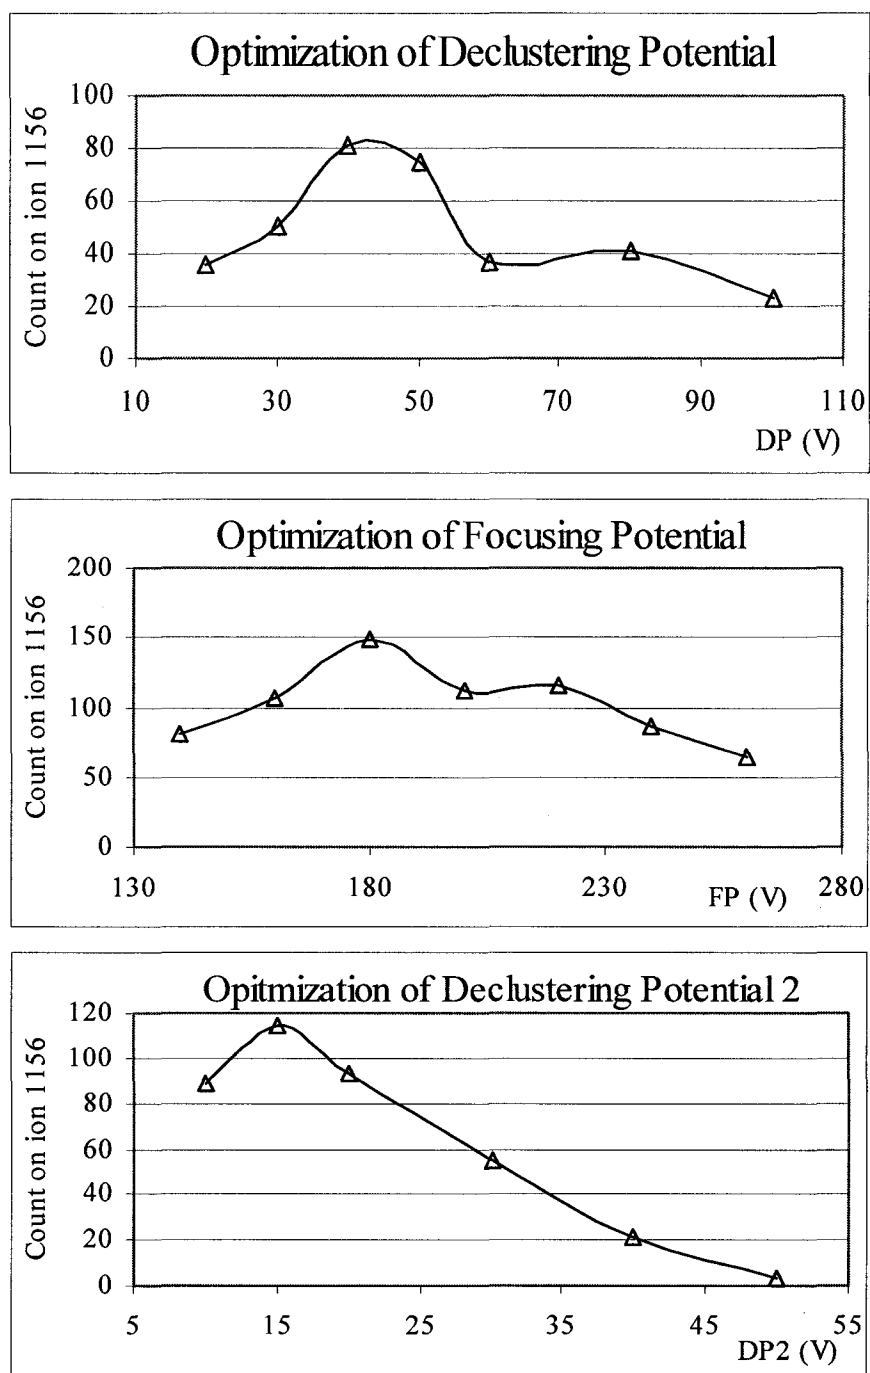 Optimization of Declustering Potential
Count on ion 1156
100
80
60
40
20
0
10 30 50 70 90 110
DP (V)
Optimization of Focusing Potential
Count on ion 1156
200
150
100
50
0
130 180 230 280
FP (V)
Opitmization of Declustering Potential 2
Count on ion 1156
120
100
80
60
40
20
0
5 15 25 35 45 55
DP2 (V)